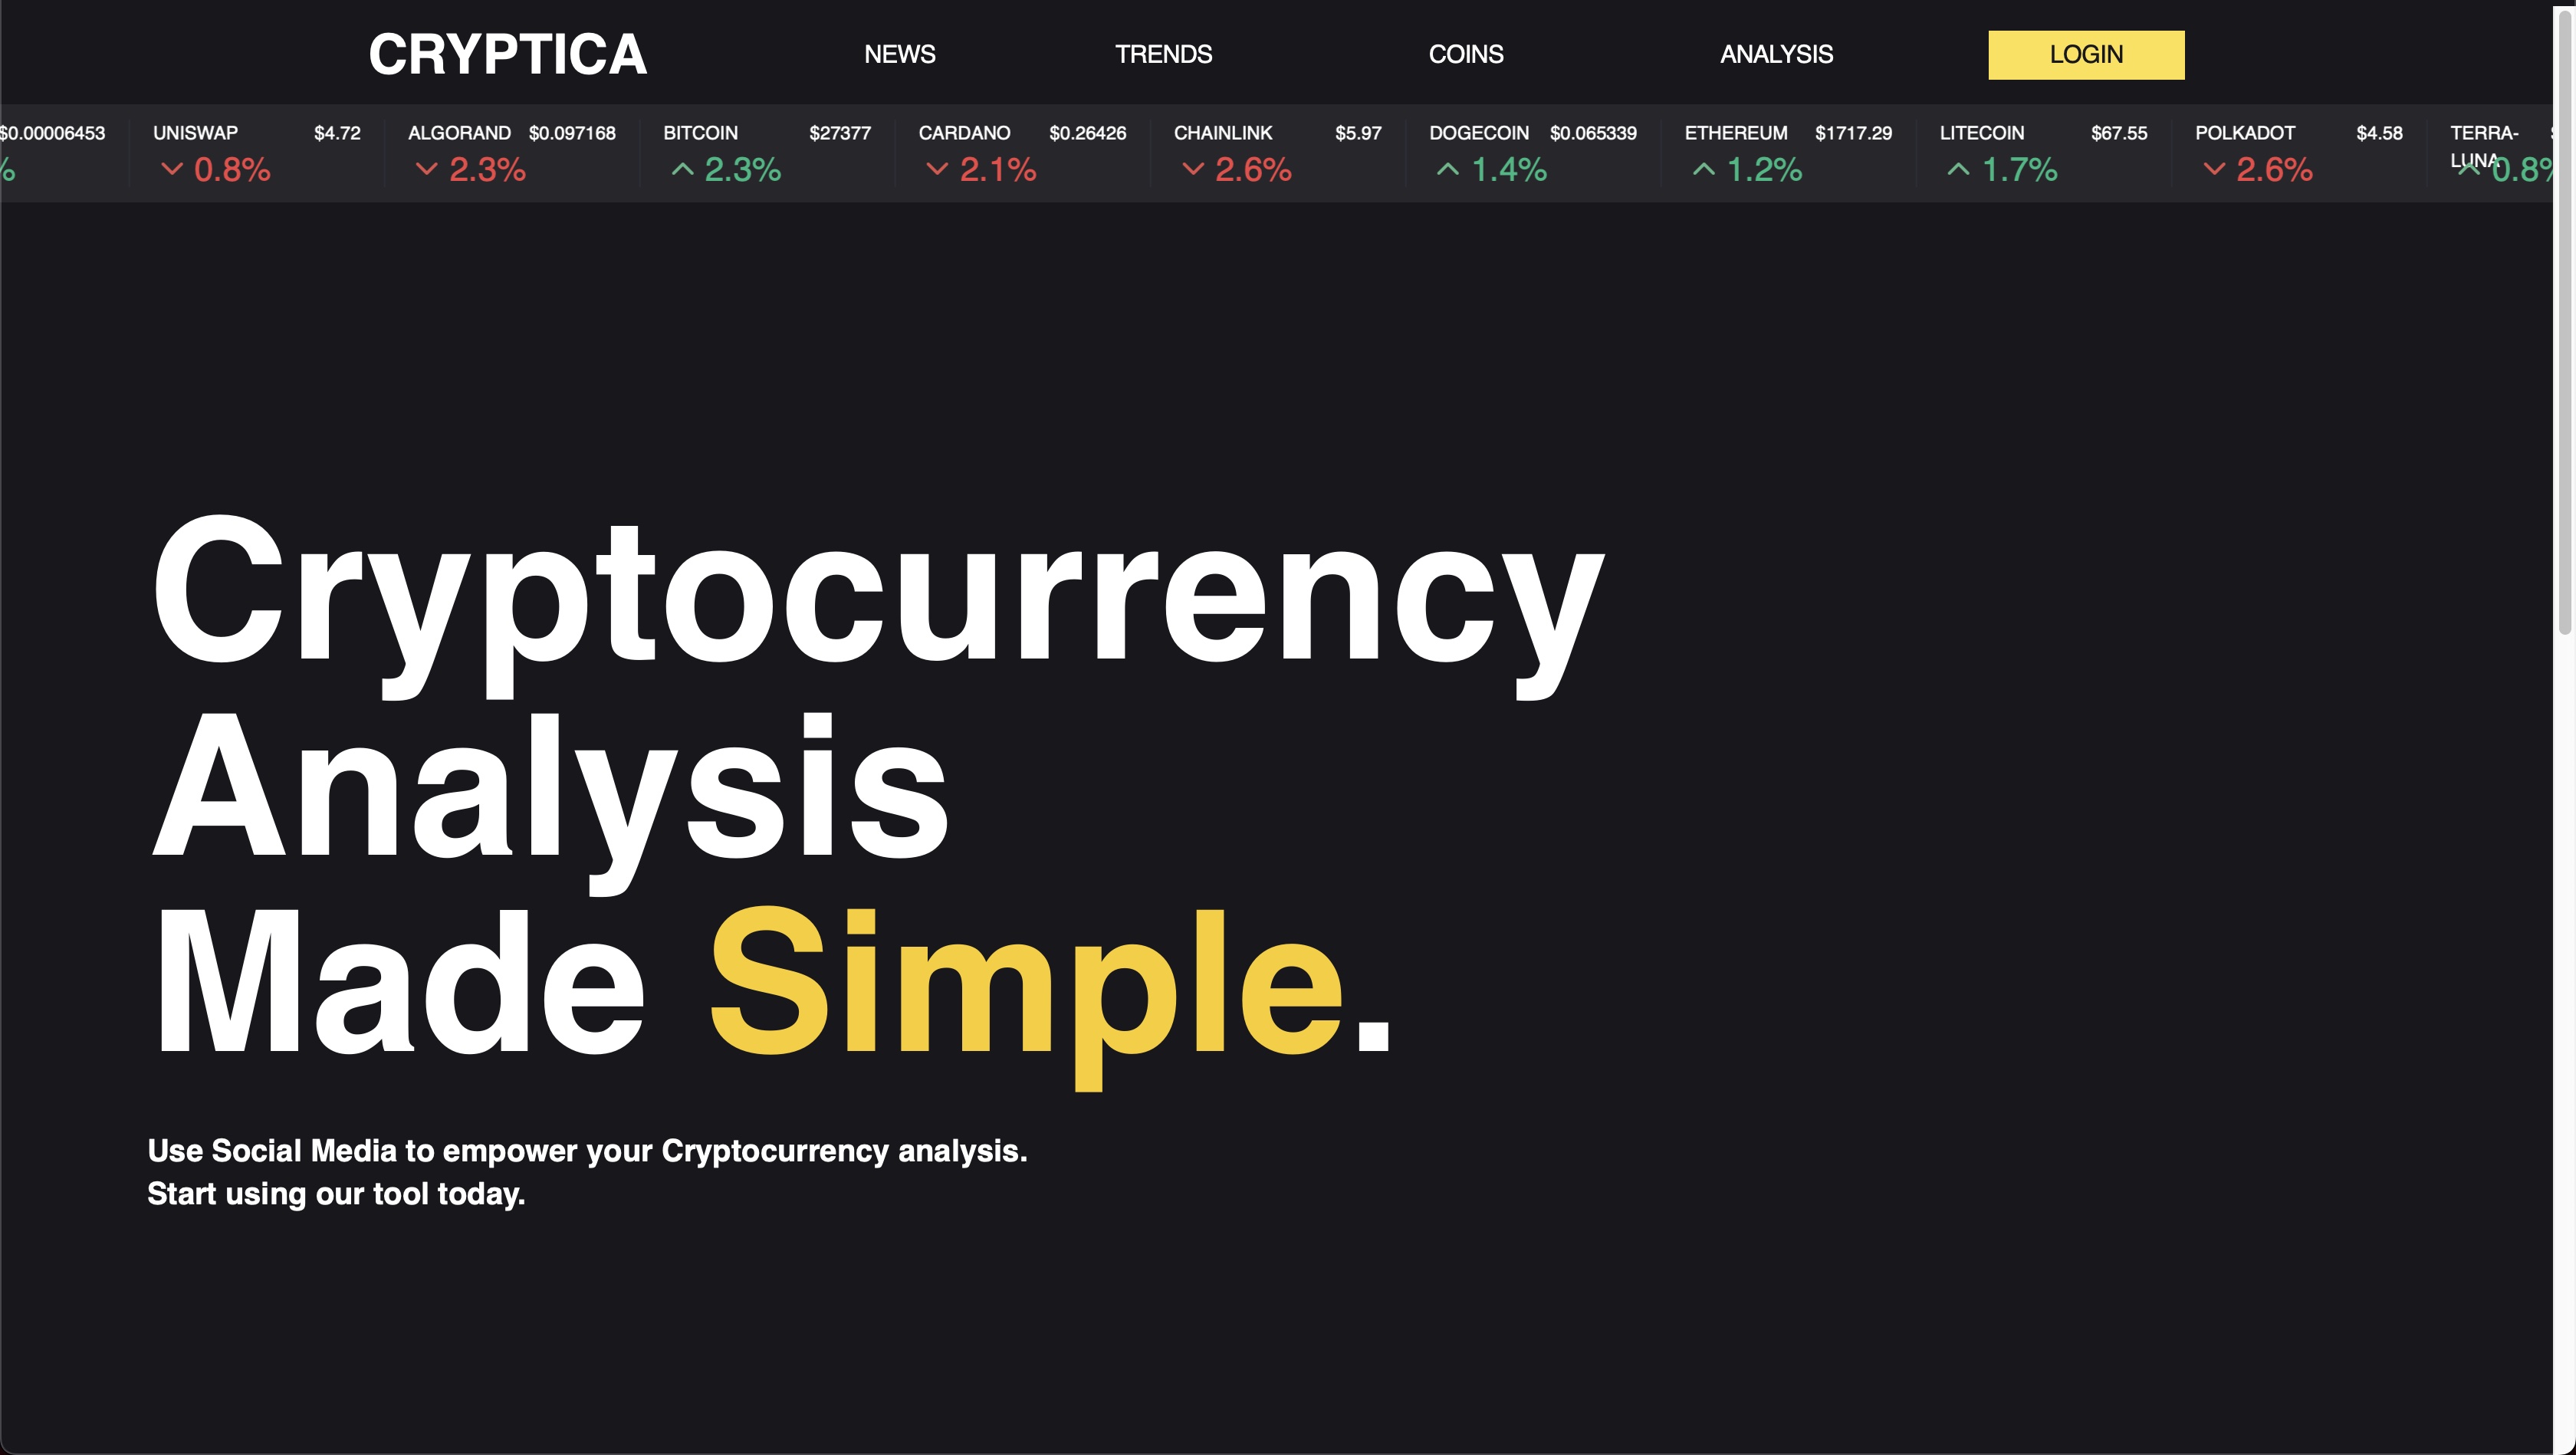 CRYPTICA NEWS TRENDS COINS ANALYSIS LOGIN
$0.00006453 UNISWAP $4.72 ALGORAND $0.097168 BITCOIN $27377 CARDANO $0.26426 CHAINLINK $5.97 DOGECOIN $0.065339 ETHEREUM $1717.29 LITECOIN $67.55 POLKADOT $4.58 TERRA-
LUNA
% 0.8% 2.3% 2.3% 2.1% 2.6% 1.4% 1.2% 1.7% 2.6% 0.8%
Cryptocurrency
Analysis
Made Simple.
Use Social Media to empower your Cryptocurrency analysis.
Start using our tool today.